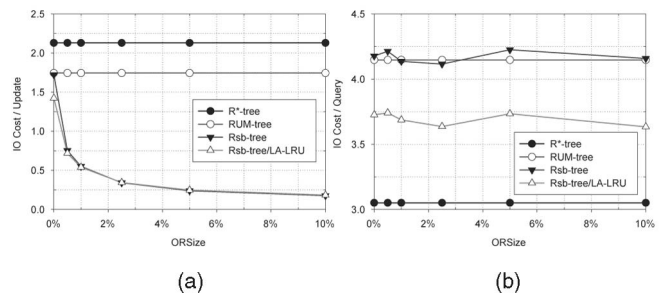 2.5
2.0
1.5
1.0
0.5
0.0
IO Cost / Update
R*-tree
RUM-tree
Rsb-tree
Rsb-tree/LA-LRU
0% 2% 4% 6% 8% 10%
ORSize
(a)
4.5
4.0
3.5
3.0
IO Cost / Query
R*-tree
RUM-tree
Rsb-tree
Rsb-tree/LA-LRU
0% 2% 4% 6% 8% 10%
ORSize
(b)